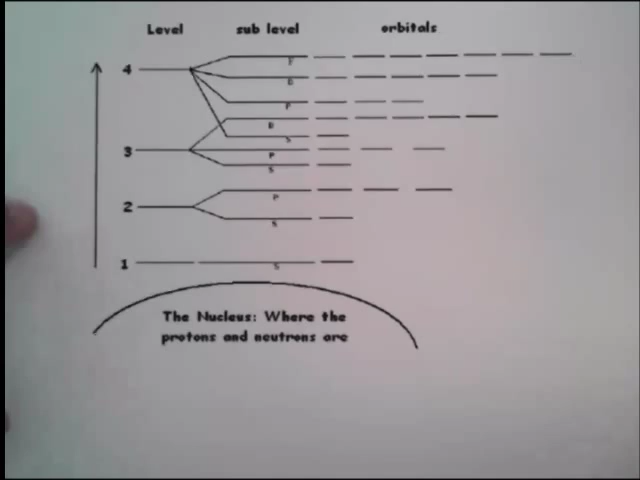 Level sub level orbitals
F
4
D
P
D
S
3
P
S
P
2
S
1
S
The Nucleus: Where the
protons and neutrons are